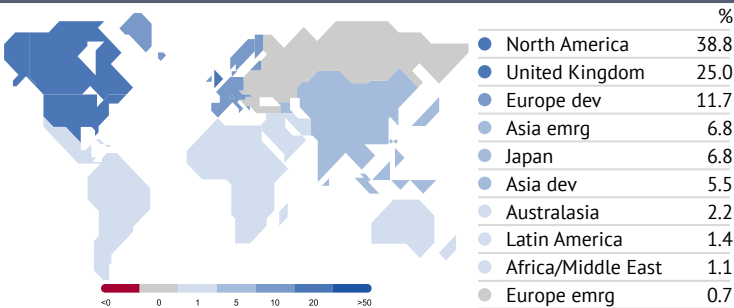 %
North America 38.8
United Kingdom 25.0
Europe dev 11.7
Asia emrg 6.8
Japan 6.8
Asia dev 5.5
Australasia 2.2
Latin America 1.4
Africa/Middle East 1.1
Europe emrg 0.7
<0 0 1 5 10 20 >50